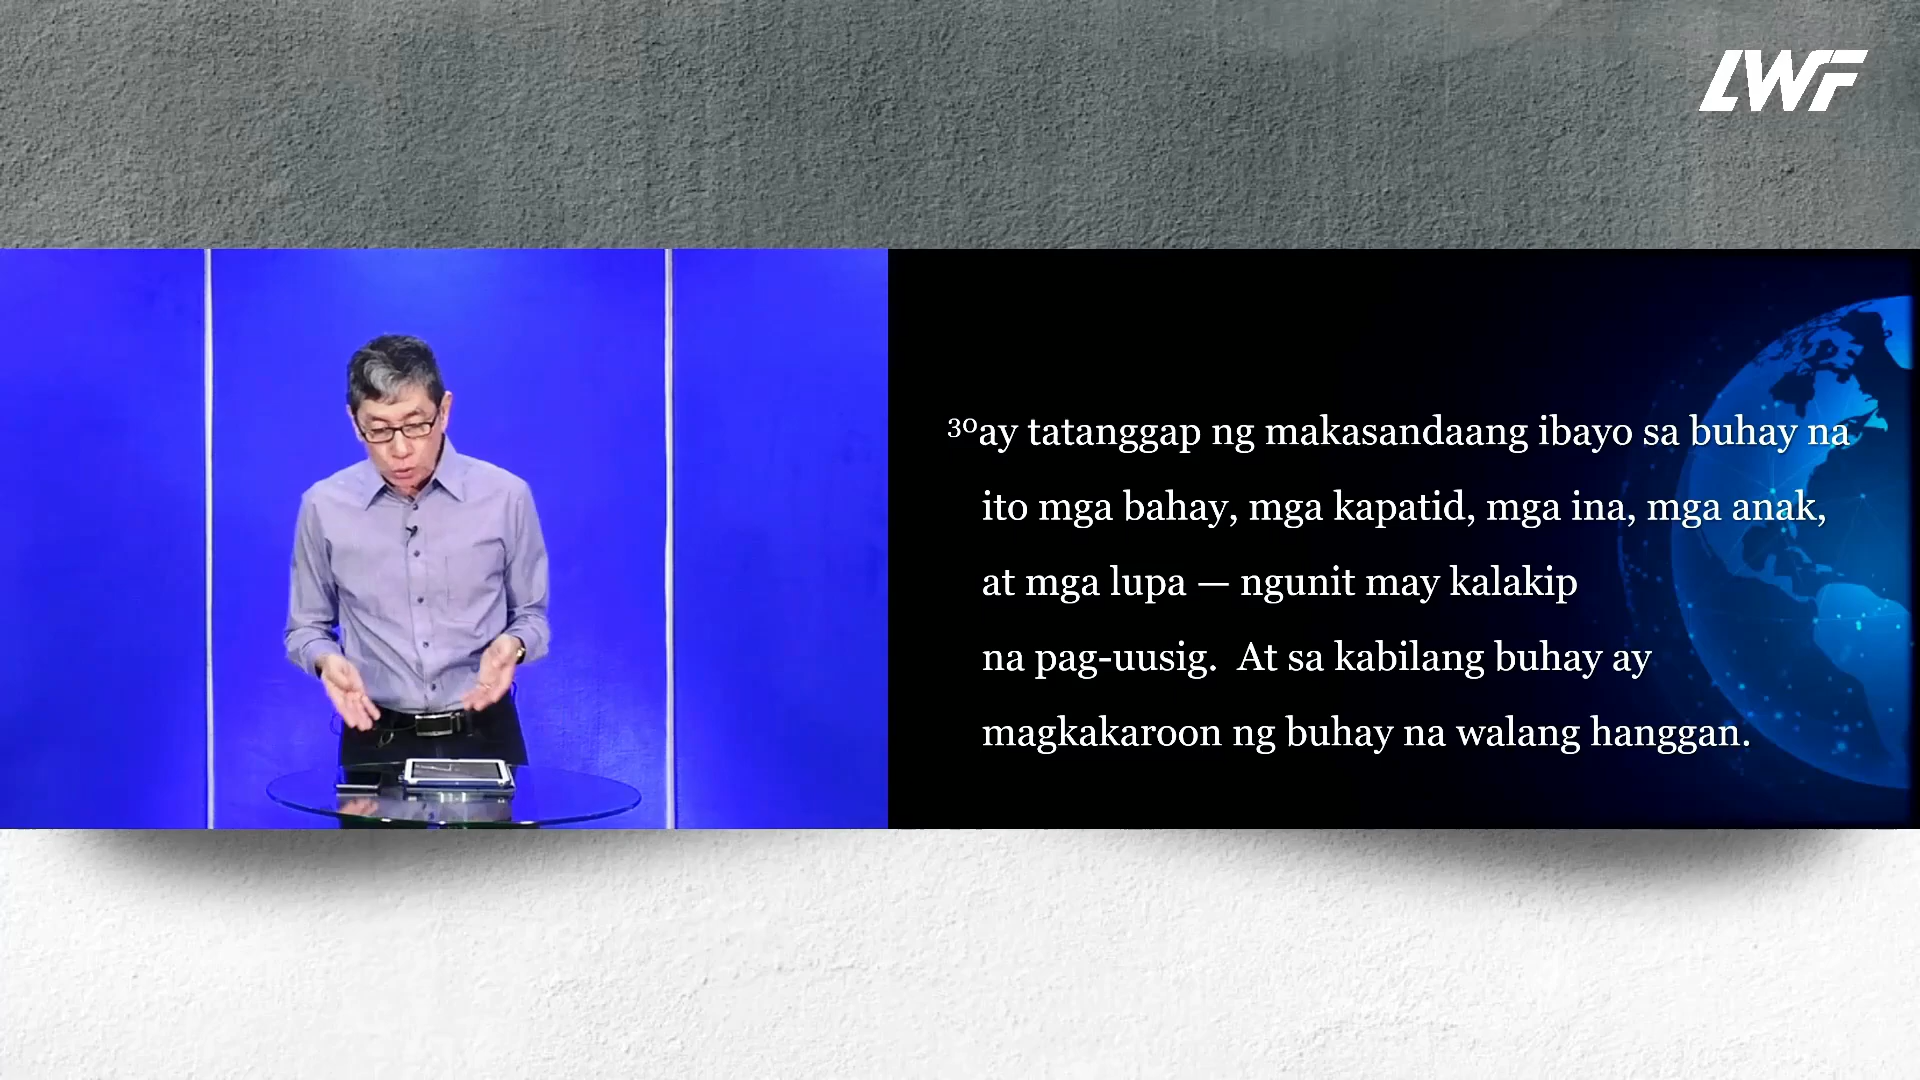 LWF
³⁰ay tatanggap ng makasandaang ibayo sa buhay na
ito mga bahay, mga kapatid, mga ina, mga anak,
at mga lupa — ngunit may kalakip
na pag-uusig.  At sa kabilang buhay ay
magkakaroon ng buhay na walang hanggan.